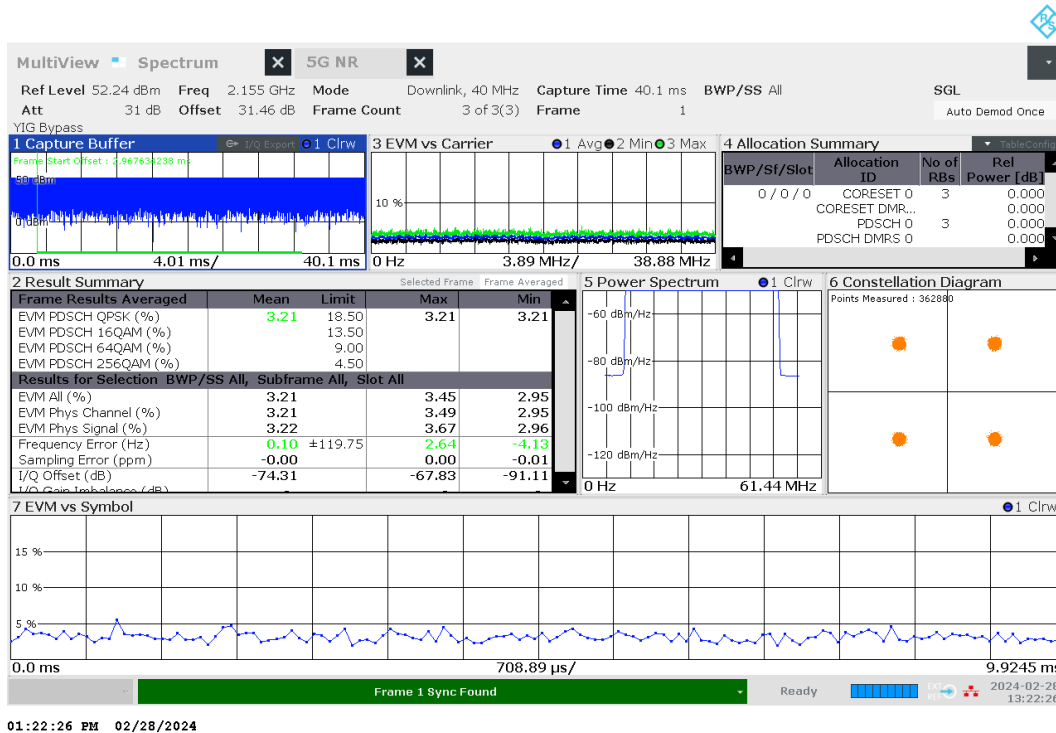 MultiView Spectrum X 5G NR X
Ref Level 52.24 dBm Freq 2.155 GHz Mode Downlink, 40 MHz Capture Time 40.1 ms BWP/SS All SGL
Att 31 dB Offset 31.46 dB Frame Count 3 of 3(3) Frame 1 Auto Demod Once
YIG Bypass
1 Capture Buffer I/Q Export 1 Clrw
Frame Start Offset : 2.967634238 ms
50 dBm
0 dBm
0.0 ms 4.01 ms/ 40.1 ms
3 EVM vs Carrier 1 Avg 2 Min 3 Max
10 %
0 Hz 3.89 MHz/ 38.88 MHz
4 Allocation Summary TableConfig
BWP/Sf/Slot Allocation ID No of RBs Rel Power [dB]
0/0/0 CORESET 0 3 0.000
CORESET DMR... 0.000
PDSCH 0 3 0.000
PDSCH DMRS 0 0.000
2 Result Summary Selected Frame Frame Averaged
Frame Results Averaged Mean Limit Max Min
EVM PDSCH QPSK (%) 3.21 18.50 3.21 3.21
EVM PDSCH 16QAM (%) 13.50
EVM PDSCH 64QAM (%) 9.00
EVM PDSCH 256QAM (%) 4.50
Results for Selection BWP/SS All, Subframe All, Slot All
EVM All (%) 3.21 3.45 2.95
EVM Phys Channel (%) 3.21 3.49 2.95
EVM Phys Signal (%) 3.22 3.67 2.96
Frequency Error (Hz) 0.10 ±119.75 2.64 -4.13
Sampling Error (ppm) -0.00 0.00 -0.01
I/Q Offset (dB) -74.31 -67.83 -91.11
I/Q Gain Imbalance (dB) - - -
5 Power Spectrum 1 Clrw
-60 dBm/Hz
-80 dBm/Hz
-100 dBm/Hz
-120 dBm/Hz
0 Hz 61.44 MHz
6 Constellation Diagram
Points Measured : 362880
7 EVM vs Symbol 1 Clrw
15 %
10 %
5 %
0.0 ms 708.89 µs/ 9.9245 ms
Frame 1 Sync Found Ready EXT REF 2024-02-28
13:22:26
01:22:26 PM 02/28/2024